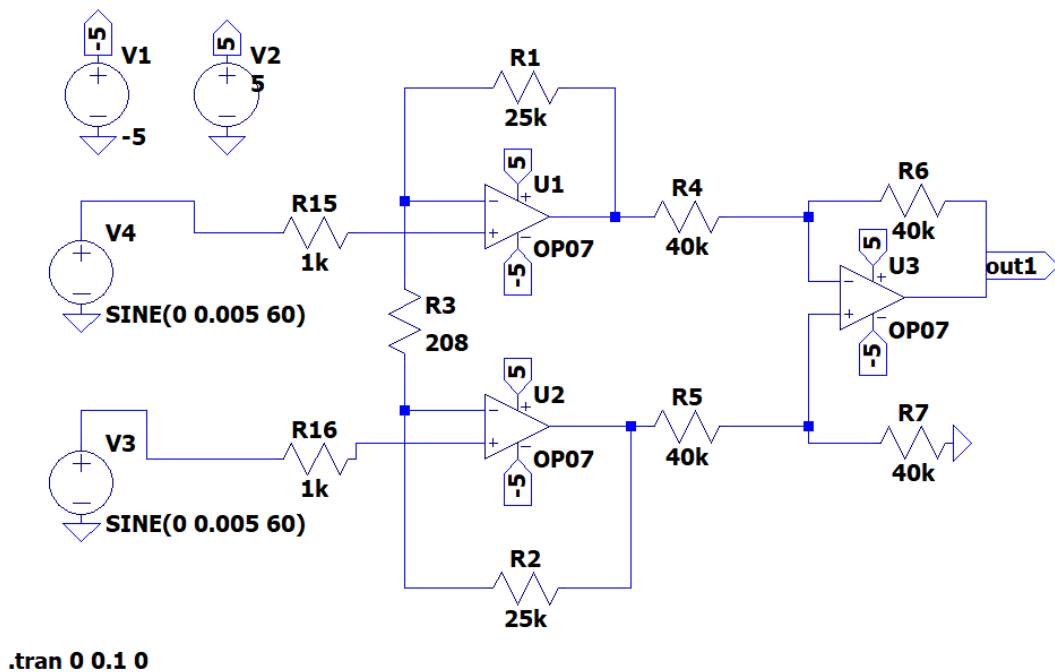 -5
V1
-5
5
V2
5
R1
25k
5
U1
-5
OP07
R15
1k
V4
SINE(0 0.005 60)
R3
208
R4
40k
R6
40k
5
U3
out1
-5
OP07
5
U2
-5
OP07
V3
SINE(0 0.005 60)
R16
1k
R5
40k
R7
40k
R2
25k
.tran 0 0.1 0